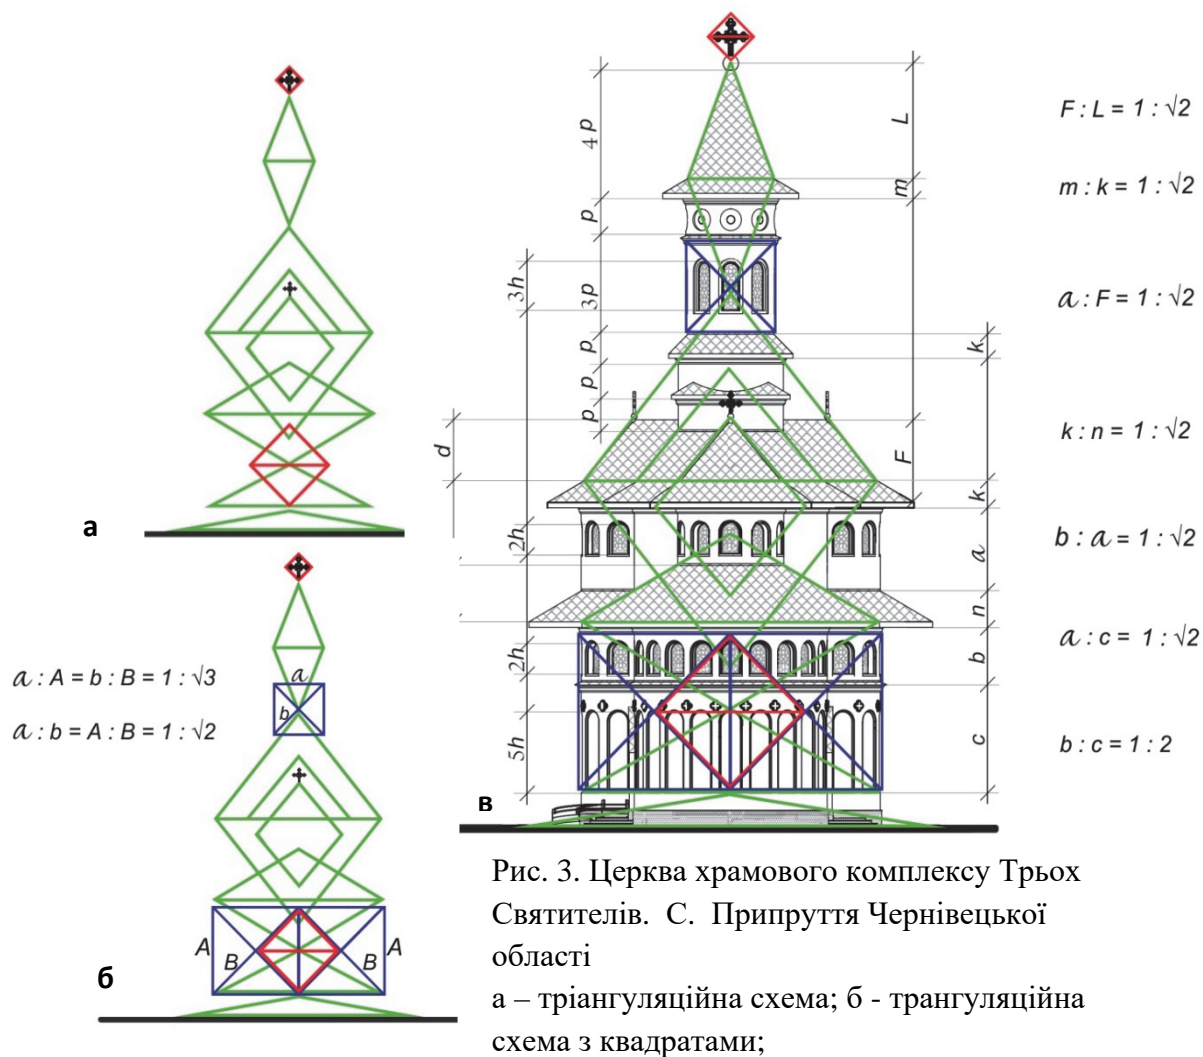 a
4 p
L
m
p
3h
3p
p
p
p
k
d
F
k
2h
a
n
2h
b
5h
c
в
F : L = 1 : √2
m : k = 1 : √2
a : F = 1 : √2
k : n = 1 : √2
b : a = 1 : √2
a : c = 1 : √2
b : c = 1 : 2
a : A = b : B = 1 : √3
a : b = A : B = 1 : √2
a
b
A
B
B
A
б
Рис. 3. Церква храмового комплексу Трьох
Святителів. С. Припруття Чернівецької
області
а – тріангуляційна схема; б - трангуляційна
схема з квадратами;